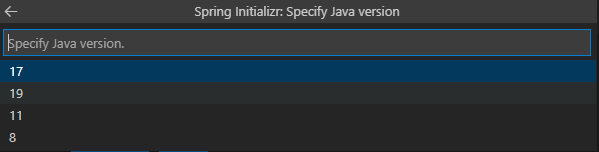 Spring Initializr: Specify Java version
Specify Java version.
17
19
11
8